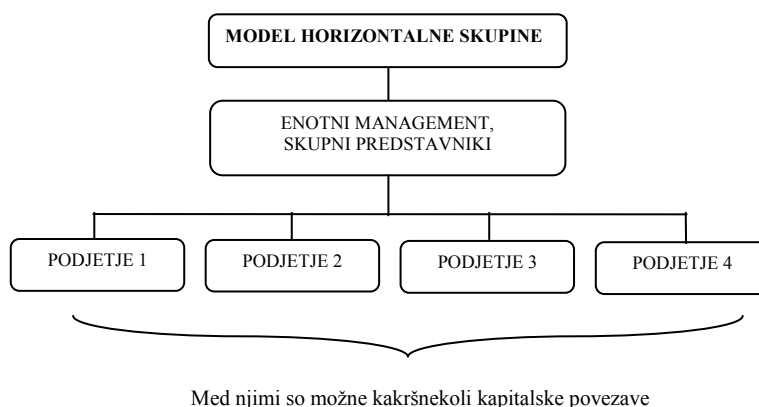 MODEL HORIZONTALNE SKUPINE
ENOTNI MANAGEMENT,
SKUPNI PREDSTAVNIKI
PODJETJE 1
PODJETJE 2
PODJETJE 3
PODJETJE 4
Med njimi so možne kakršnekoli kapitalske povezave